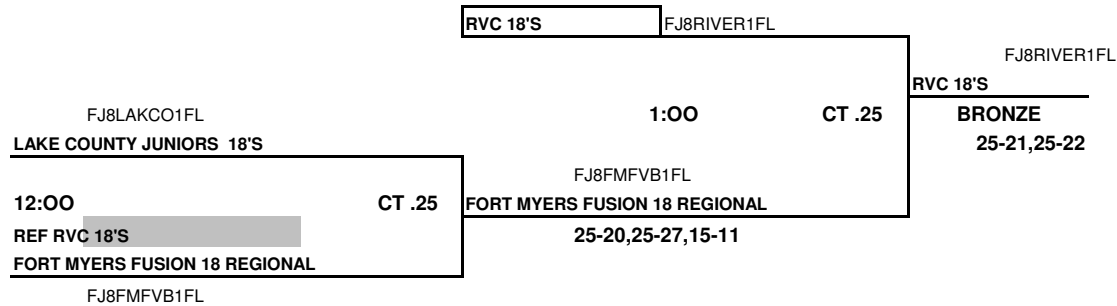 RVC 18'S FJ8RIVER1FL
FJ8RIVER1FL
RVC 18'S
FJ8LAKCO1FL 1:OO CT .25 BRONZE
LAKE COUNTY JUNIORS 18'S 25-21,25-22
FJ8FMFVB1FL
12:OO CT .25 FORT MYERS FUSION 18 REGIONAL
REF RVC 18'S 25-20,25-27,15-11
FORT MYERS FUSION 18 REGIONAL
FJ8FMFVB1FL